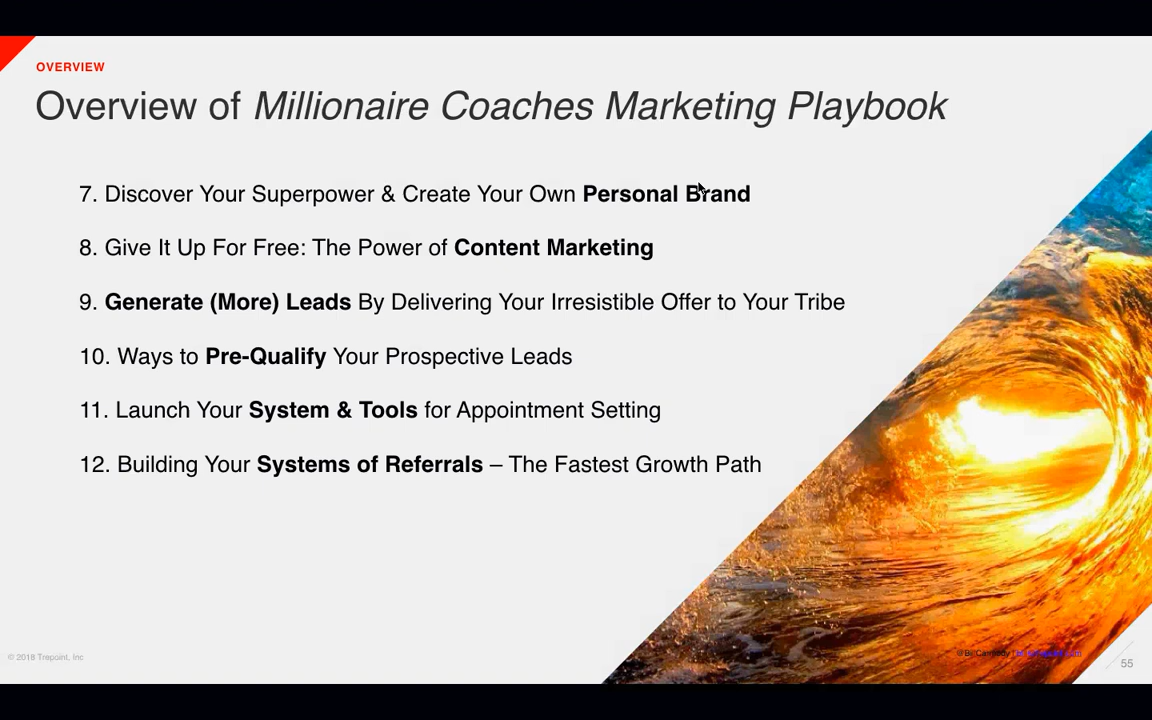 OVERVIEW
Overview of Millionaire Coaches Marketing Playbook
7. Discover Your Superpower & Create Your Own Personal Brand
8. Give It Up For Free: The Power of Content Marketing
9. Generate (More) Leads By Delivering Your Irresistible Offer to Your Tribe
10. Ways to Pre-Qualify Your Prospective Leads
11. Launch Your System & Tools for Appointment Setting
12. Building Your Systems of Referrals – The Fastest Growth Path
© 2018 Trepoint, Inc
55